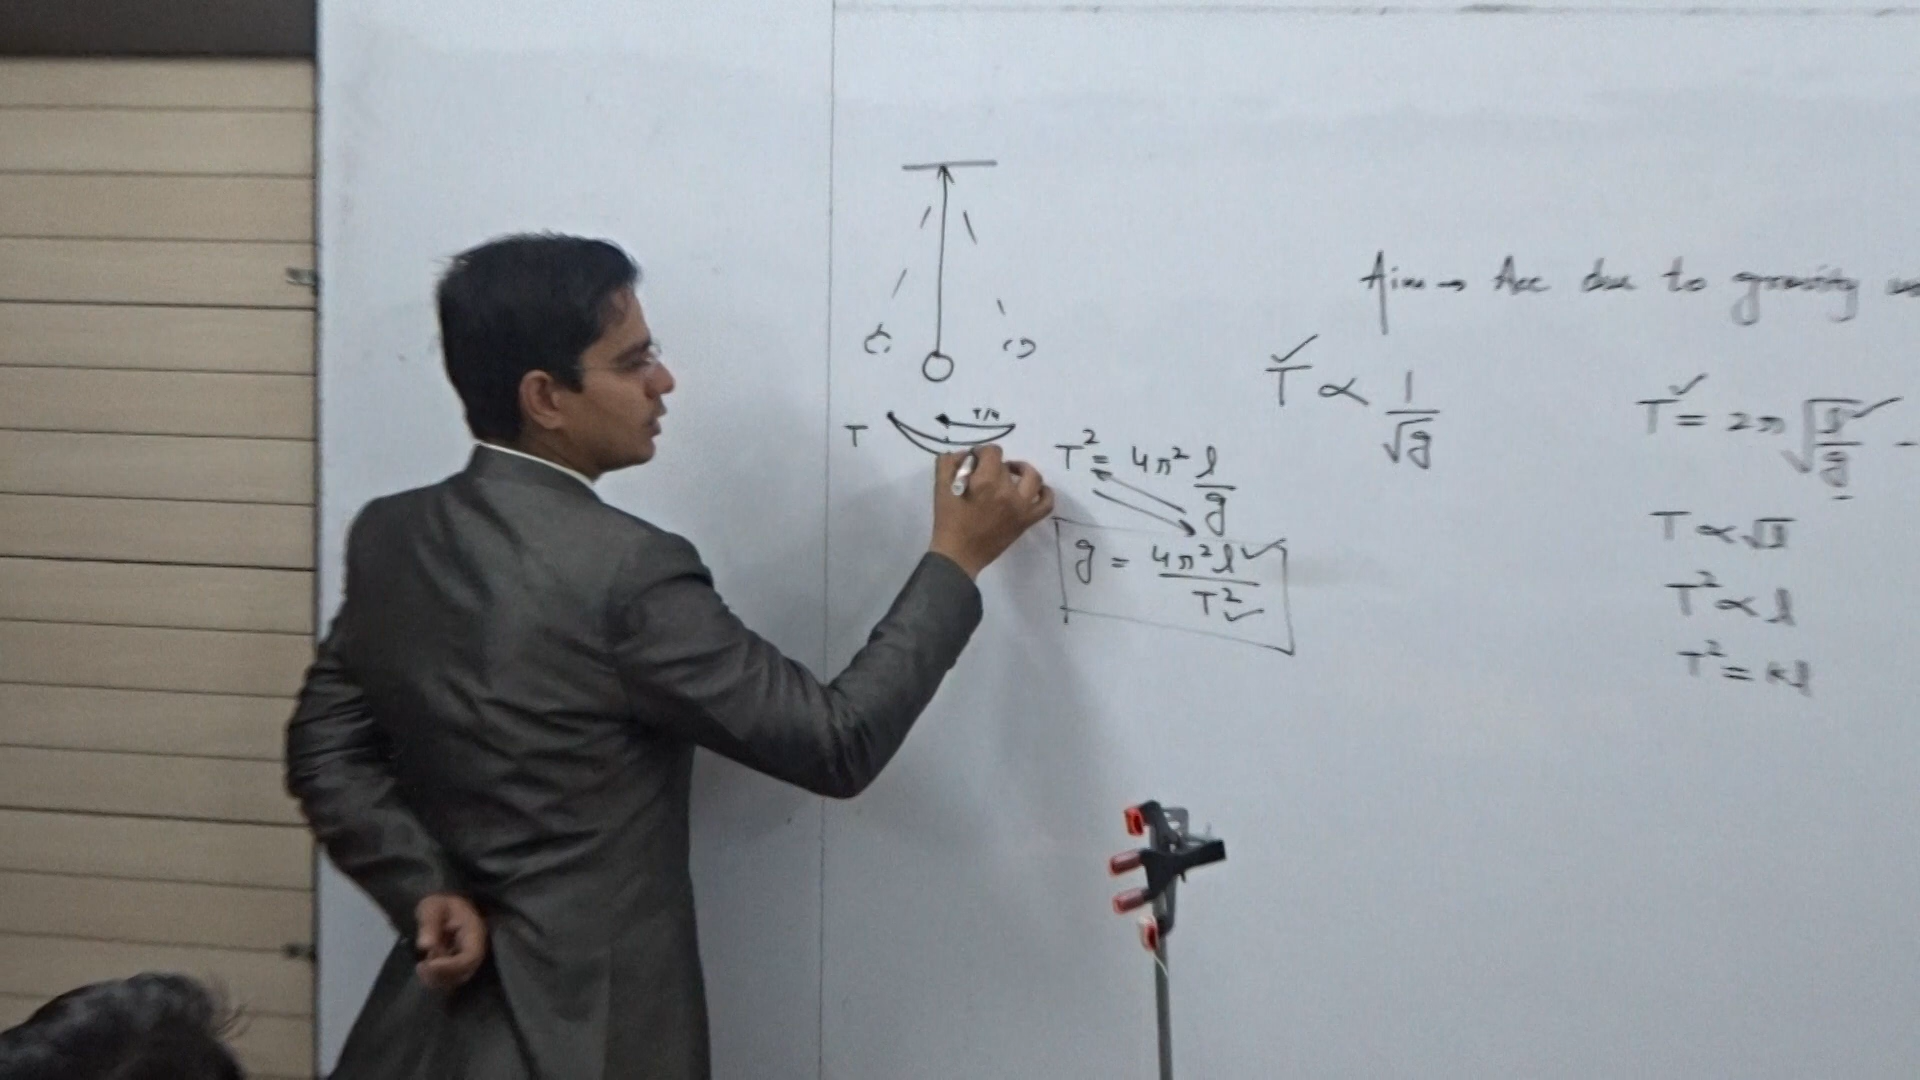 Aim → Acc due to gravity
T ∝ 1/√g
T = 2π √(l/g) -
T/4
T
T² = 4π² l/g
g = 4π²l/T²
T ∝ √l
T² ∝ l
T² = kl